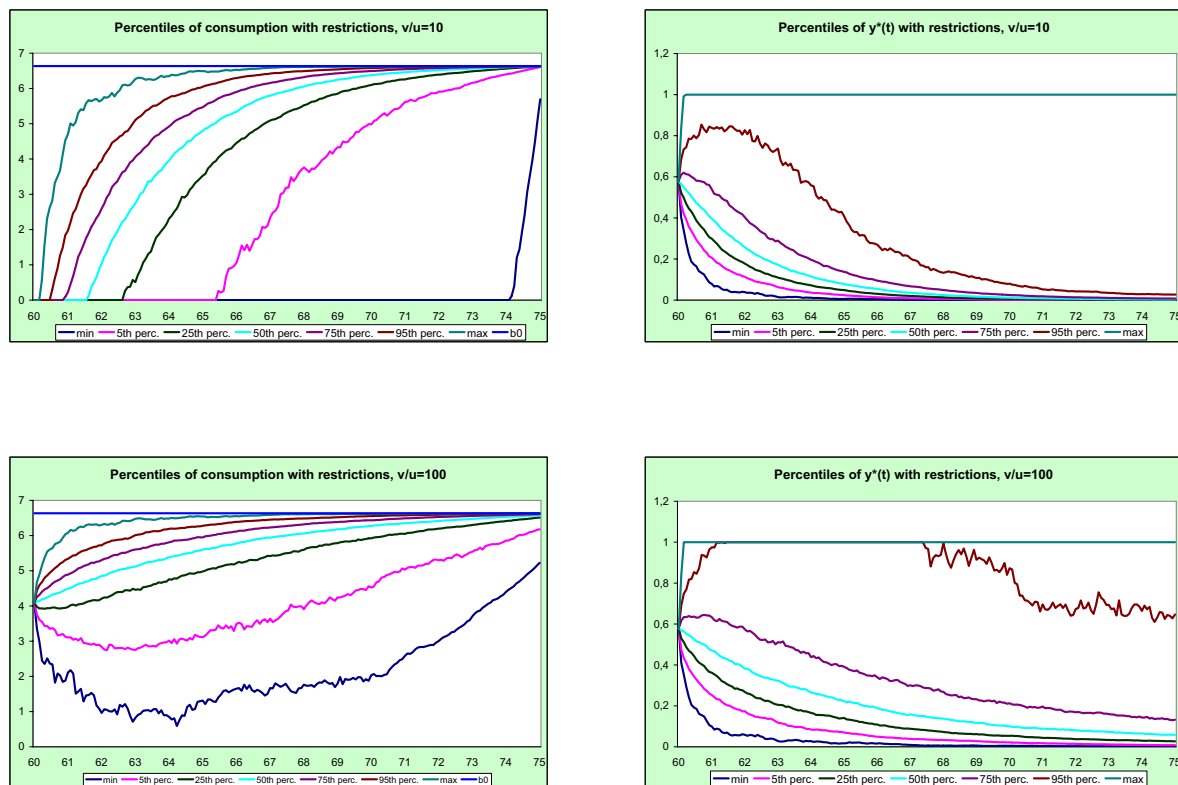 Percentiles of consumption with restrictions, v/u=10
7
6
5
4
3
2
1
0
60 61 62 63 64 65 66 67 68 69 70 71 72 73 74 75
min 5th perc. 25th perc. 50th perc. 75th perc. 95th perc. max b0
Percentiles of y*(t) with restrictions, v/u=10
1,2
1
0,8
0,6
0,4
0,2
0
60 61 62 63 64 65 66 67 68 69 70 71 72 73 74 75
min 5th perc. 25th perc. 50th perc. 75th perc. 95th perc. max
Percentiles of consumption with restrictions, v/u=100
7
6
5
4
3
2
1
0
60 61 62 63 64 65 66 67 68 69 70 71 72 73 74 75
min 5th perc. 25th perc. 50th perc. 75th perc. 95th perc. max b0
Percentiles of y*(t) with restrictions, v/u=100
1,2
1
0,8
0,6
0,4
0,2
0
60 61 62 63 64 65 66 67 68 69 70 71 72 73 74 75
min 5th perc. 25th perc. 50th perc. 75th perc. 95th perc. max